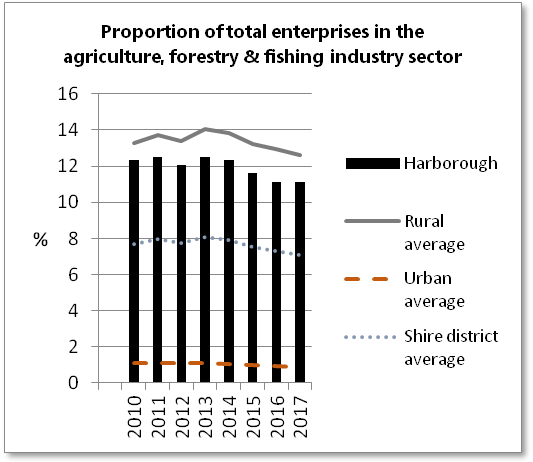 Proportion of total enterprises in the
agriculture, forestry & fishing industry sector
16
14
12
10
8
6
4
2
0
%
2010
2011
2012
2013
2014
2015
2016
2017
Harborough
Rural
average
Urban
average
Shire district
average